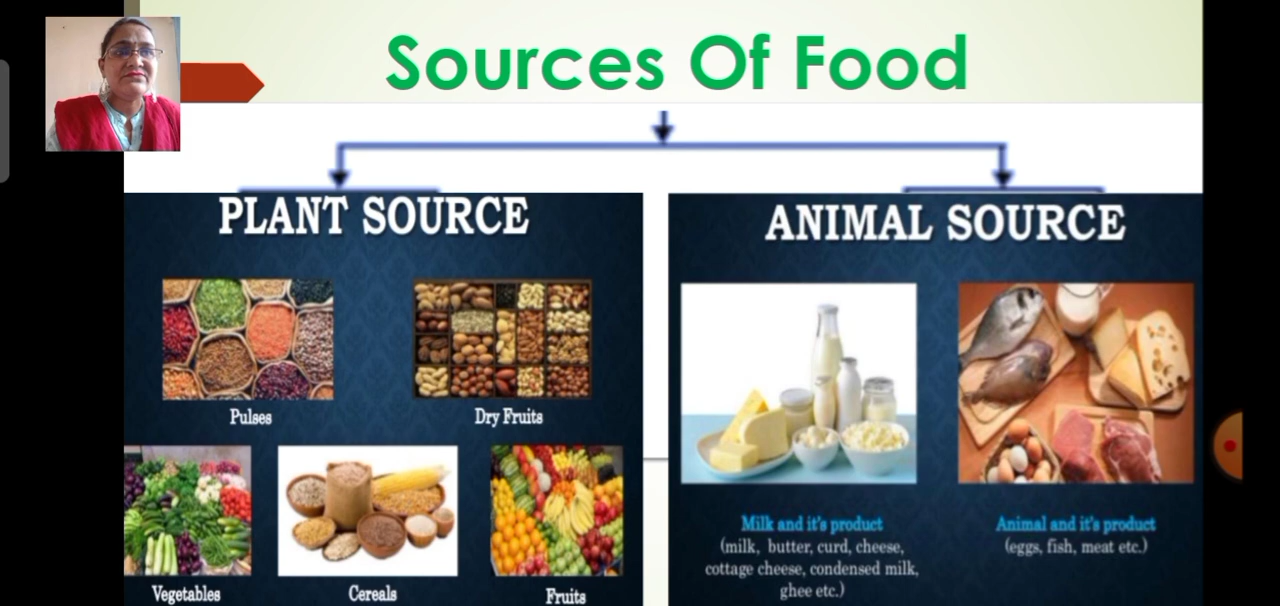 Sources Of Food
PLANT SOURCE
Pulses
Dry Fruits
Vegetables
Cereals
Fruits
ANIMAL SOURCE
Milk and it's product
(milk, butter, curd, cheese,
cottage cheese, condensed milk,
ghee etc.)
Animal and it's product
(eggs, fish, meat etc.)